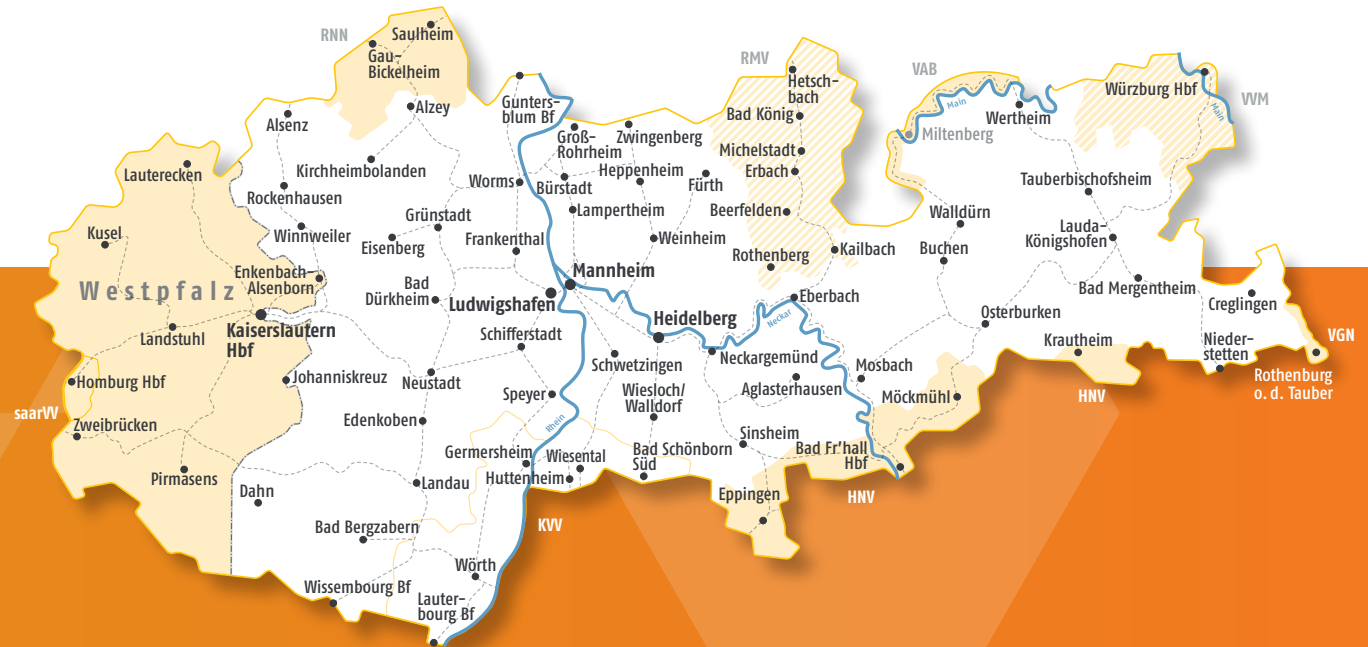 RNN
Saulheim
Gau-
Bickelheim
Alzey
Alsenz
Kirchheimbolanden
Lauterecken
Rockenhausen
Kusel
Winnweiler
Enkenbach-
Alsenborn
Westpfalz
Kaiserslautern
Hbf
Landstuhl
Homburg Hbf
saarVV
Zweibrücken
Pirmasens
Johanniskreuz
Dahn
Grünstadt
Eisenberg
Bad
Dürkheim
Neustadt
Edenkoben
Landau
Bad Bergzabern
Wissembourg Bf
Lauter-
bourg Bf
Wörth
Gunters-
blum Bf
Worms
Frankenthal
Ludwigshafen
Mannheim
Schifferstadt
Speyer
Rhein
Germersheim
Huttenheim
Wiesental
KVV
Groß-
Rohrheim
Zwingenberg
Bürstadt
Heppenheim
Fürth
Lampertheim
Weinheim
Heidelberg
Schwetzingen
Wiesloch/
Walldorf
Bad Schönborn
Süd
Neckargemünd
Aglasterhausen
Sinsheim
Eppingen
Bad Fr'hall
Hbf
HNV
RMV
Hetsch-
bach
Bad König
Michelstadt
Erbach
Beerfelden
Rothenberg
Kailbach
Eberbach
Neckar
Mosbach
Möckmühl
VAB
Main
Miltenberg
Wertheim
Würzburg Hbf
Main
VVM
Tauberbischofsheim
Walldürn
Buchen
Lauda-
Königshofen
Bad Mergentheim
Osterburken
Krautheim
HNV
Creglingen
Nieder-
stetten
VGN
Rothenburg
o. d. Tauber